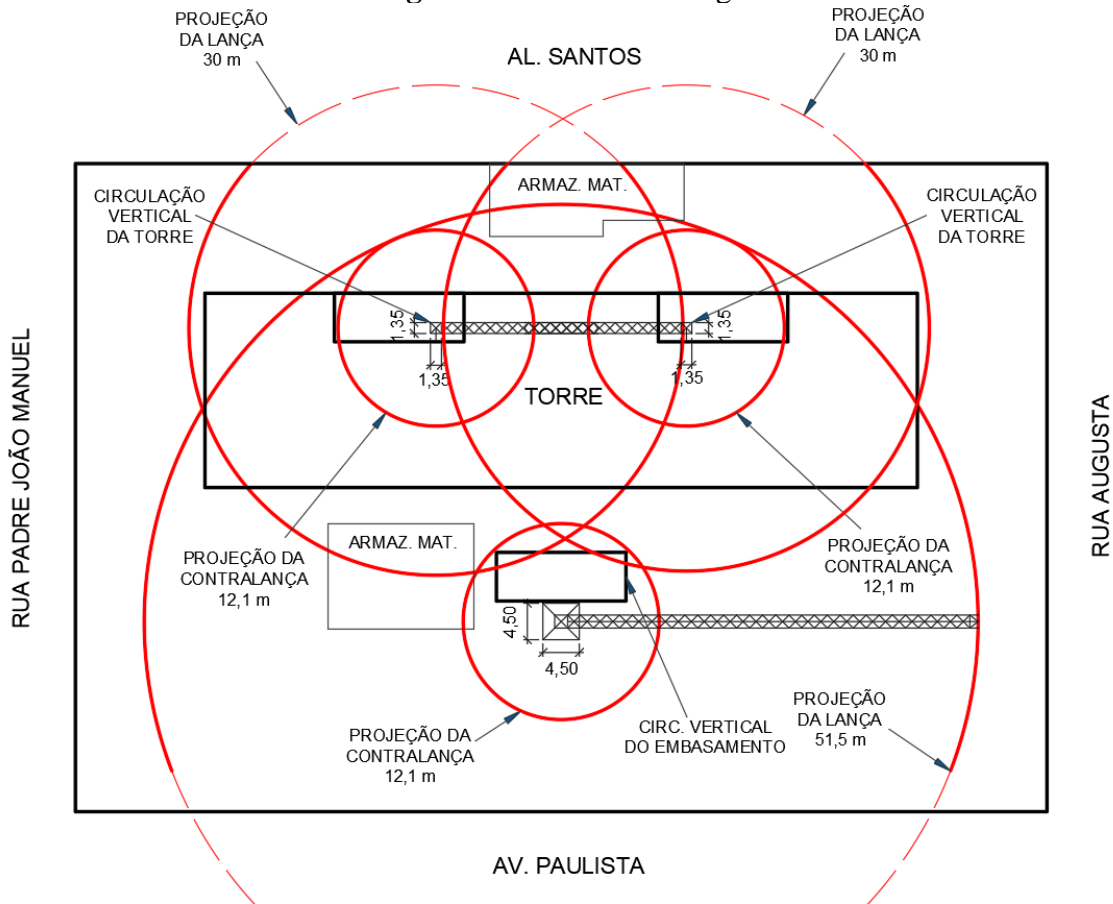 PROJEÇÃO
DA LANÇA
30 m
AL. SANTOS
PROJEÇÃO
DA LANÇA
30 m
CIRCULAÇÃO
VERTICAL
DA TORRE
ARMAZ. MAT.
CIRCULAÇÃO
VERTICAL
DA TORRE
1,35
1,35
1,35
1,35
TORRE
RUA PADRE JOÃO MANUEL
RUA AUGUSTA
PROJEÇÃO DA
CONTRALANÇA
12,1 m
ARMAZ. MAT.
PROJEÇÃO DA
CONTRALANÇA
12,1 m
4,50
4,50
PROJEÇÃO DA
CONTRALANÇA
12,1 m
CIRC. VERTICAL
DO EMBASAMENTO
PROJEÇÃO
DA LANÇA
51,5 m
AV. PAULISTA